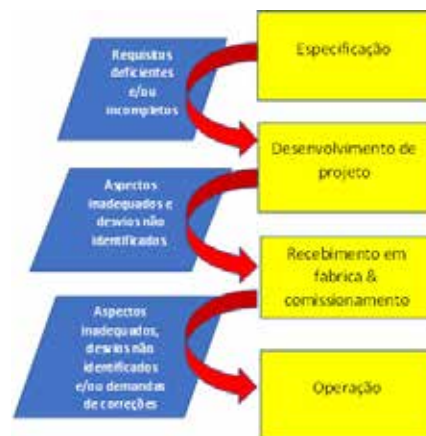 Especificação
Requisitos
deficientes
e/ou
incompletos
Desenvolvimento de
projeto
Aspectos
inadequados e
desvios não
identificados
Recebimento em
fabrica &
comissionamento
Aspectos
inadequados,
desvios não
identificados
e/ou demandas
de correções
Operação